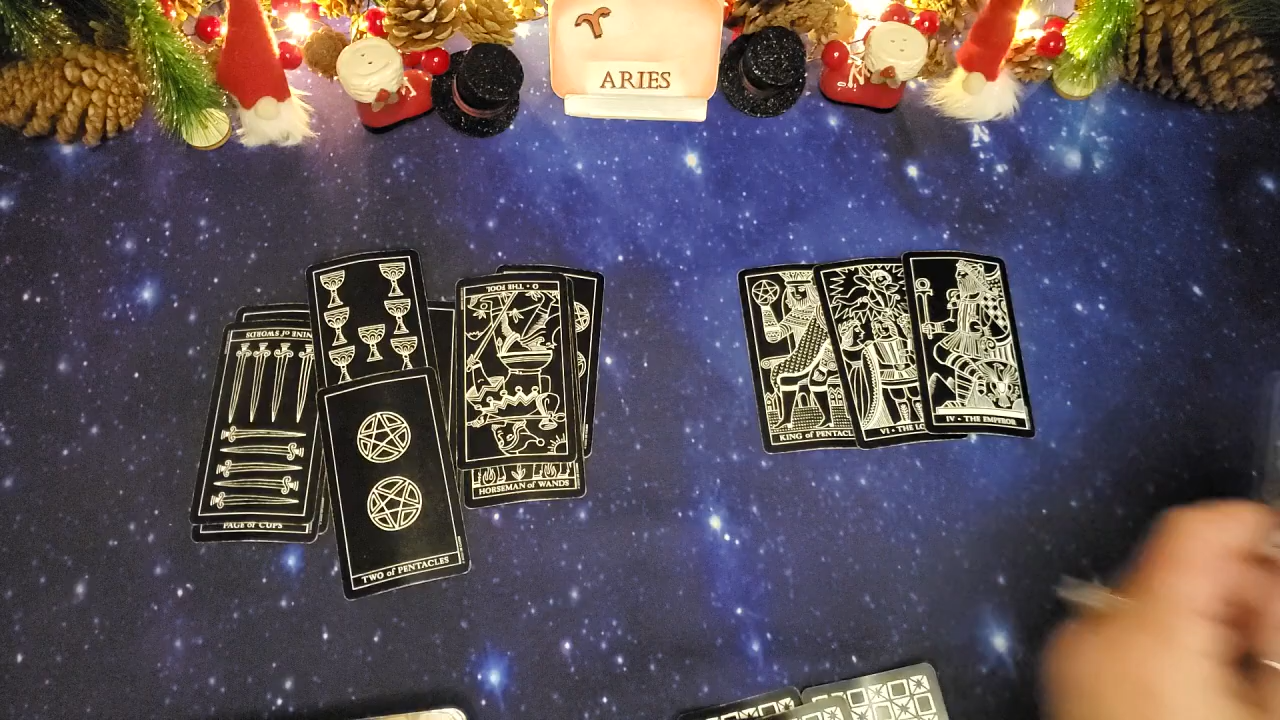 ARIES
NINE of SWORDS
PAGE of CUPS
TWO of PENTACLES
0 • THE FOOL
HORSEMAN of WANDS
KING of PENTACL
VI • THE LO
IV • THE EMPEROR